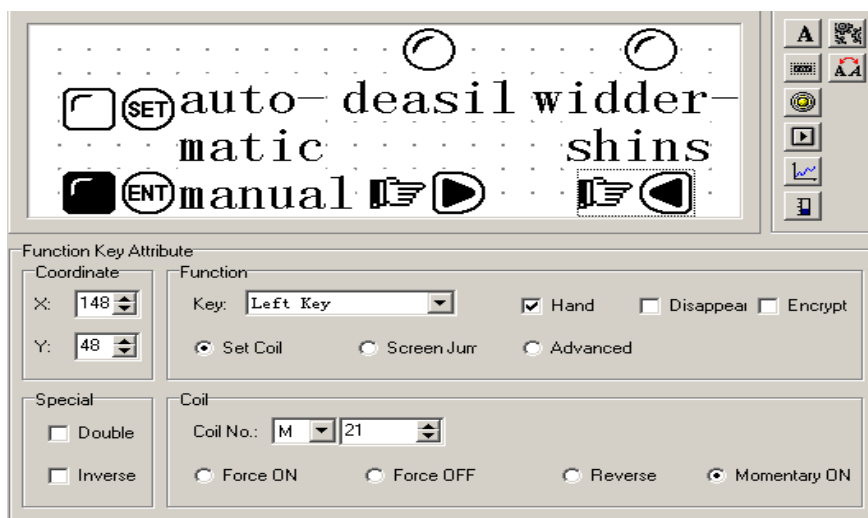 SET auto- deasil widder-
matic shins
ENT manual
A
AA
Function Key Attribute
Coordinate Function
X: 148 Key: Left Key Hand Disappear Encrypt
Y: 48 Set Coil Screen Jum Advanced
Special Coil
Double Coil No.: M 21
Inverse Force ON Force OFF Reverse Momentary ON